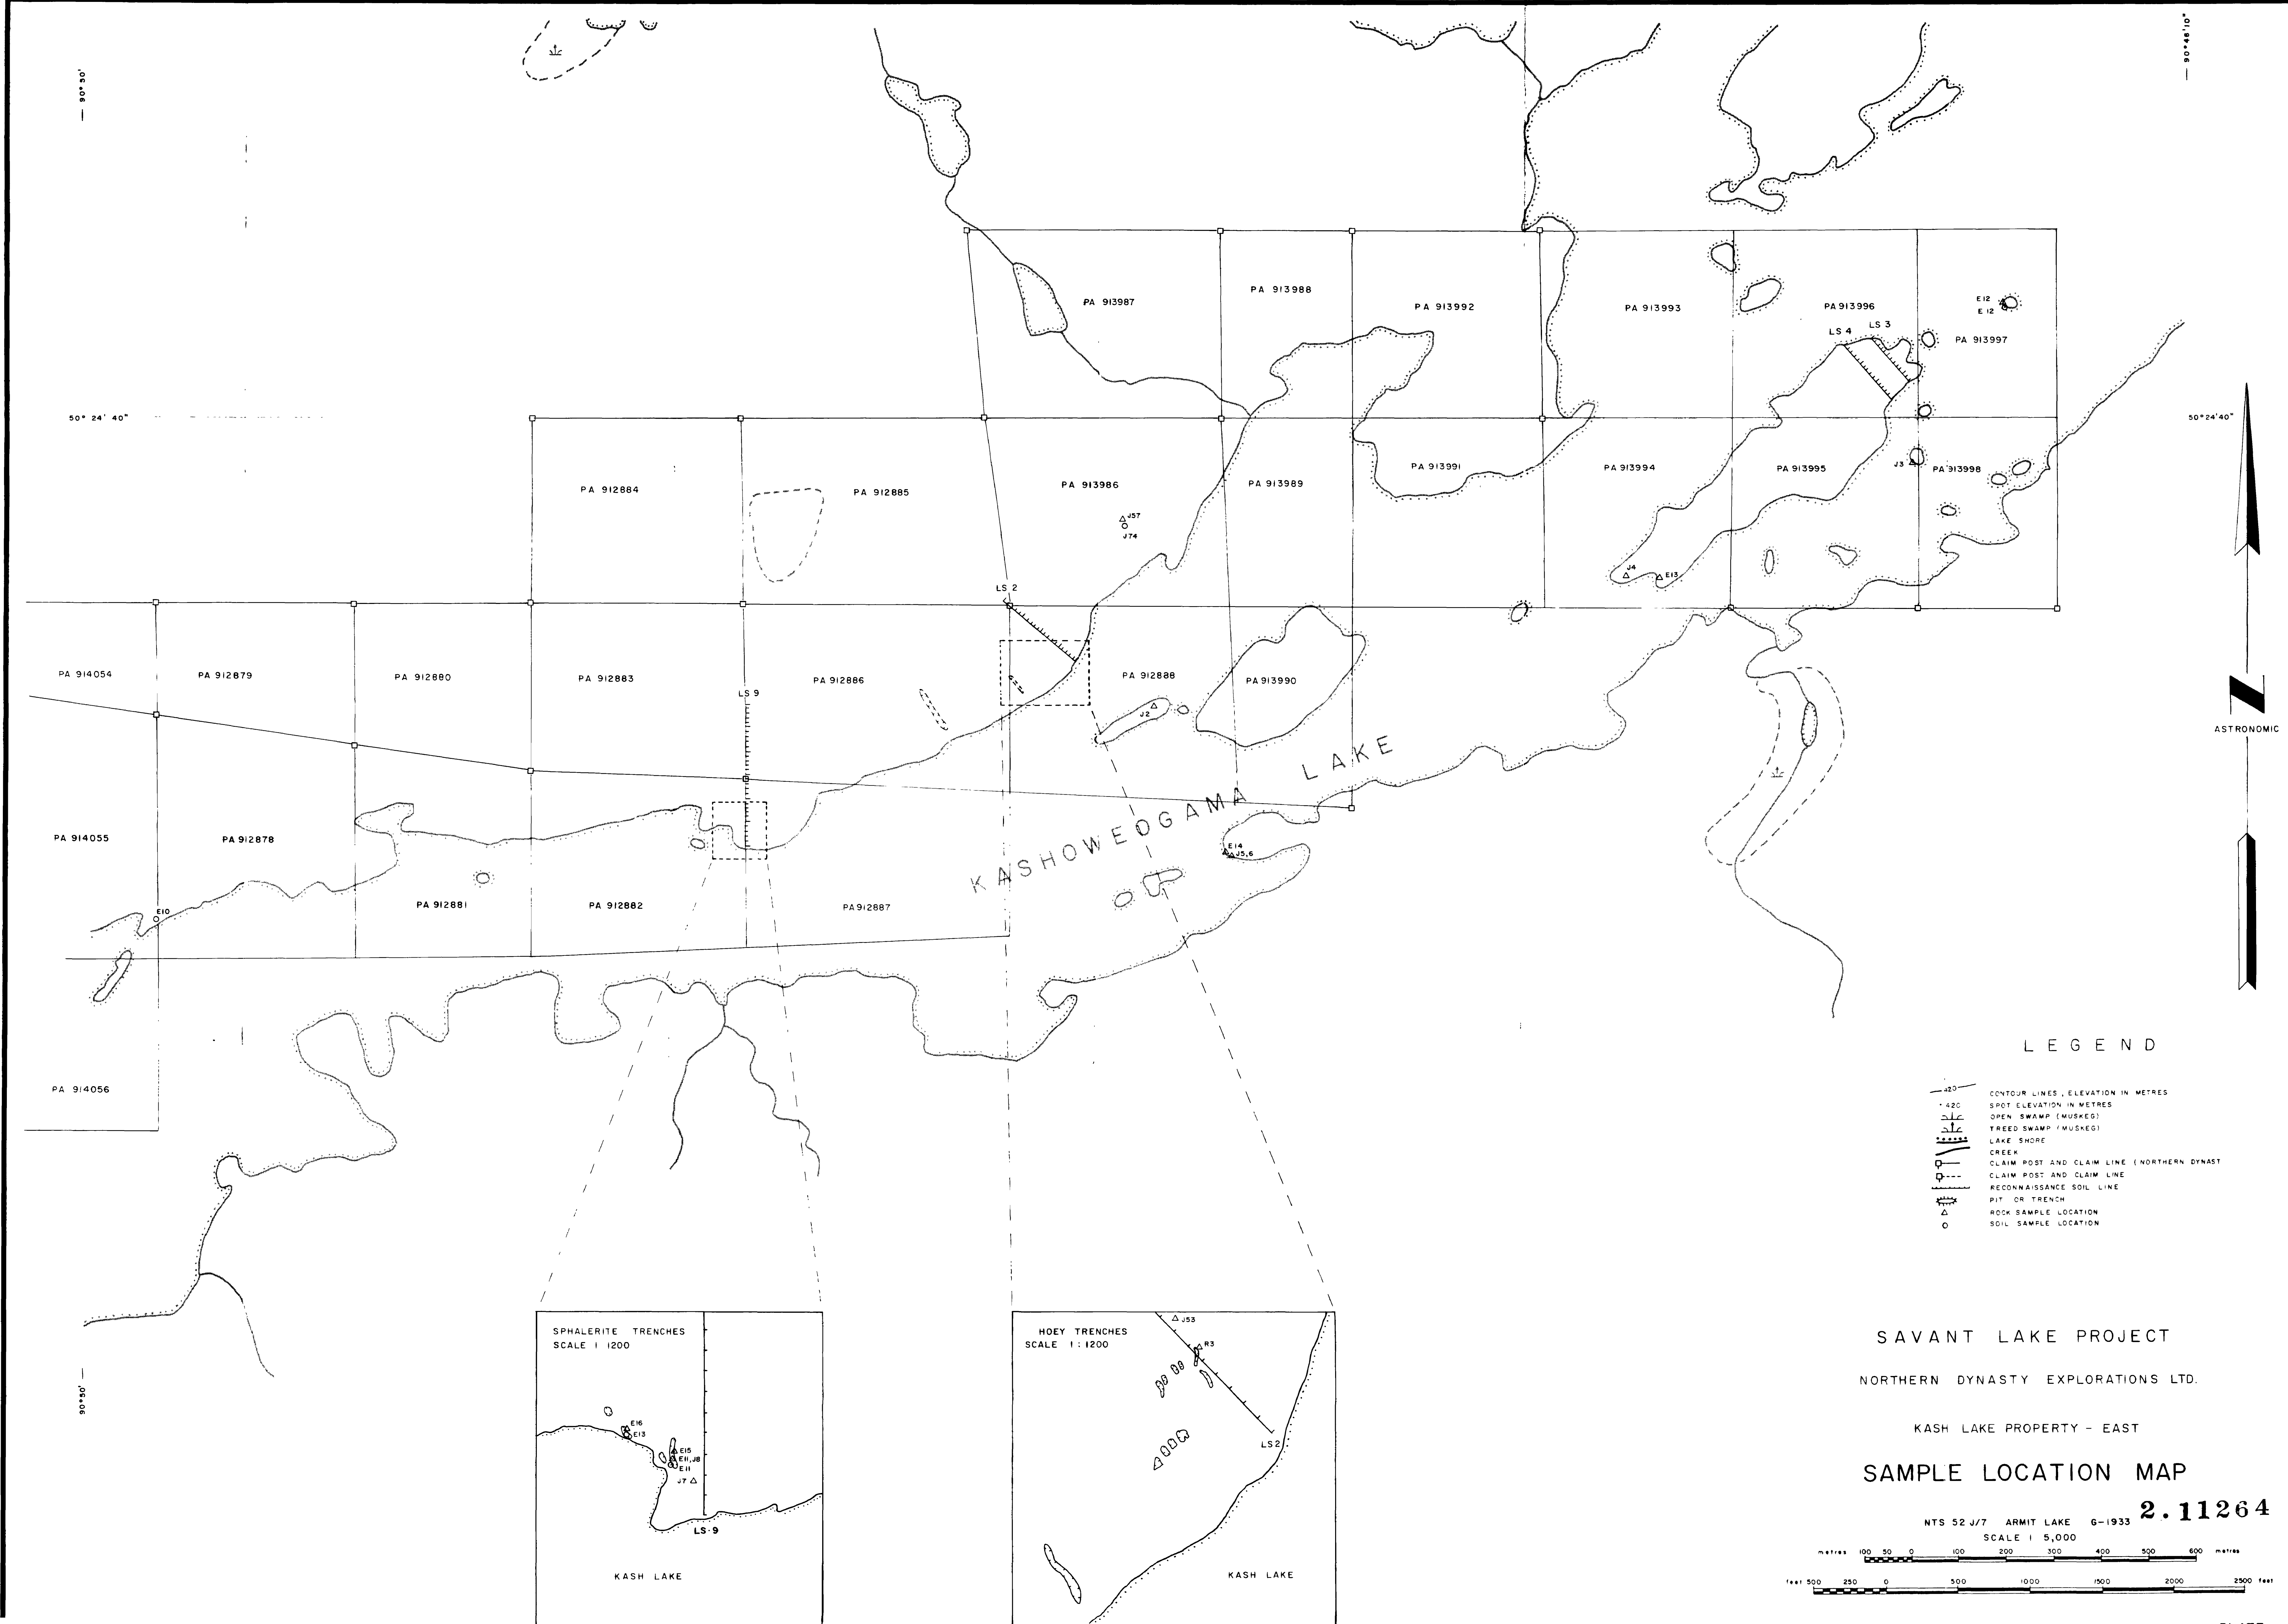 90° 50'
90° 48' 10"
PA 913987
PA 913988
PA 913992
PA 913993
PA 913996
LS 4
LS 3
E12
E 12
PA 913997
50° 24' 40"
50° 24' 40"
PA 912884
PA 912885
PA 913986
J57
J74
PA 913989
PA 913991
PA 913994
PA 913995
J3
PA 913998
J4
E13
LS 2
PA 914054
PA 912879
PA 912880
PA 912883
LS 9
PA 912886
PA 912888
J2
PA 913990
ASTRONOMIC
KASHOWEOGAMA LAKE
PA 914055
PA 912878
E14
J5,6
E10
PA 912881
PA 912882
PA 912887
PA 914056
LEGEND
420
CONTOUR LINES, ELEVATION IN METRES
SPOT ELEVATION IN METRES
OPEN SWAMP (MUSKEG)
TREED SWAMP (MUSKEG)
LAKE SHORE
CREEK
CLAIM POST AND CLAIM LINE (NORTHERN DYNAST
CLAIM POST AND CLAIM LINE
RECONNAISSANCE SOIL LINE
PIT OR TRENCH
ROCK SAMPLE LOCATION
SOIL SAMPLE LOCATION
90° 50'
SPHALERITE TRENCHES
SCALE 1 1200
E16
E13
E15
E11,J8
E11
J7
LS-9
KASH LAKE
HOEY TRENCHES
SCALE 1:1200
J53
R3
LS2
KASH LAKE
SAVANT LAKE PROJECT
NORTHERN DYNASTY EXPLORATIONS LTD.
KASH LAKE PROPERTY - EAST
SAMPLE LOCATION MAP
2.11264
NTS 52 J/7 ARMIT LAKE G-1933
SCALE 1 5,000
metres 100 50 0 100 200 300 400 500 600 metres
feet 500 250 0 500 1000 1500 2000 2500 feet